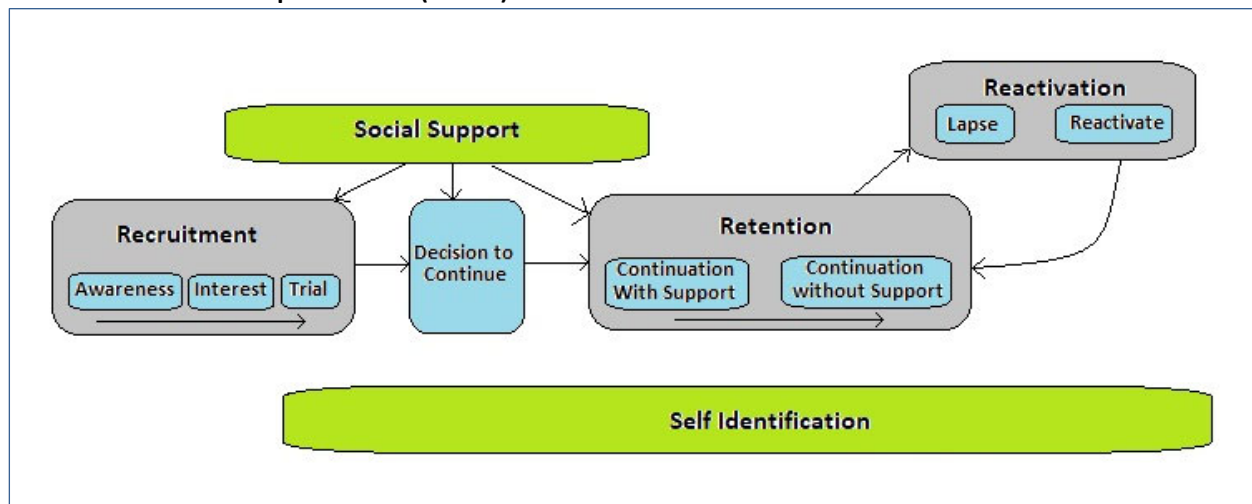 Reactivation
Lapse
Reactivate
Social Support
Recruitment
Awareness
Interest
Trial
Decision to
Continue
Retention
Continuation
With Support
Continuation
without Support
Self Identification